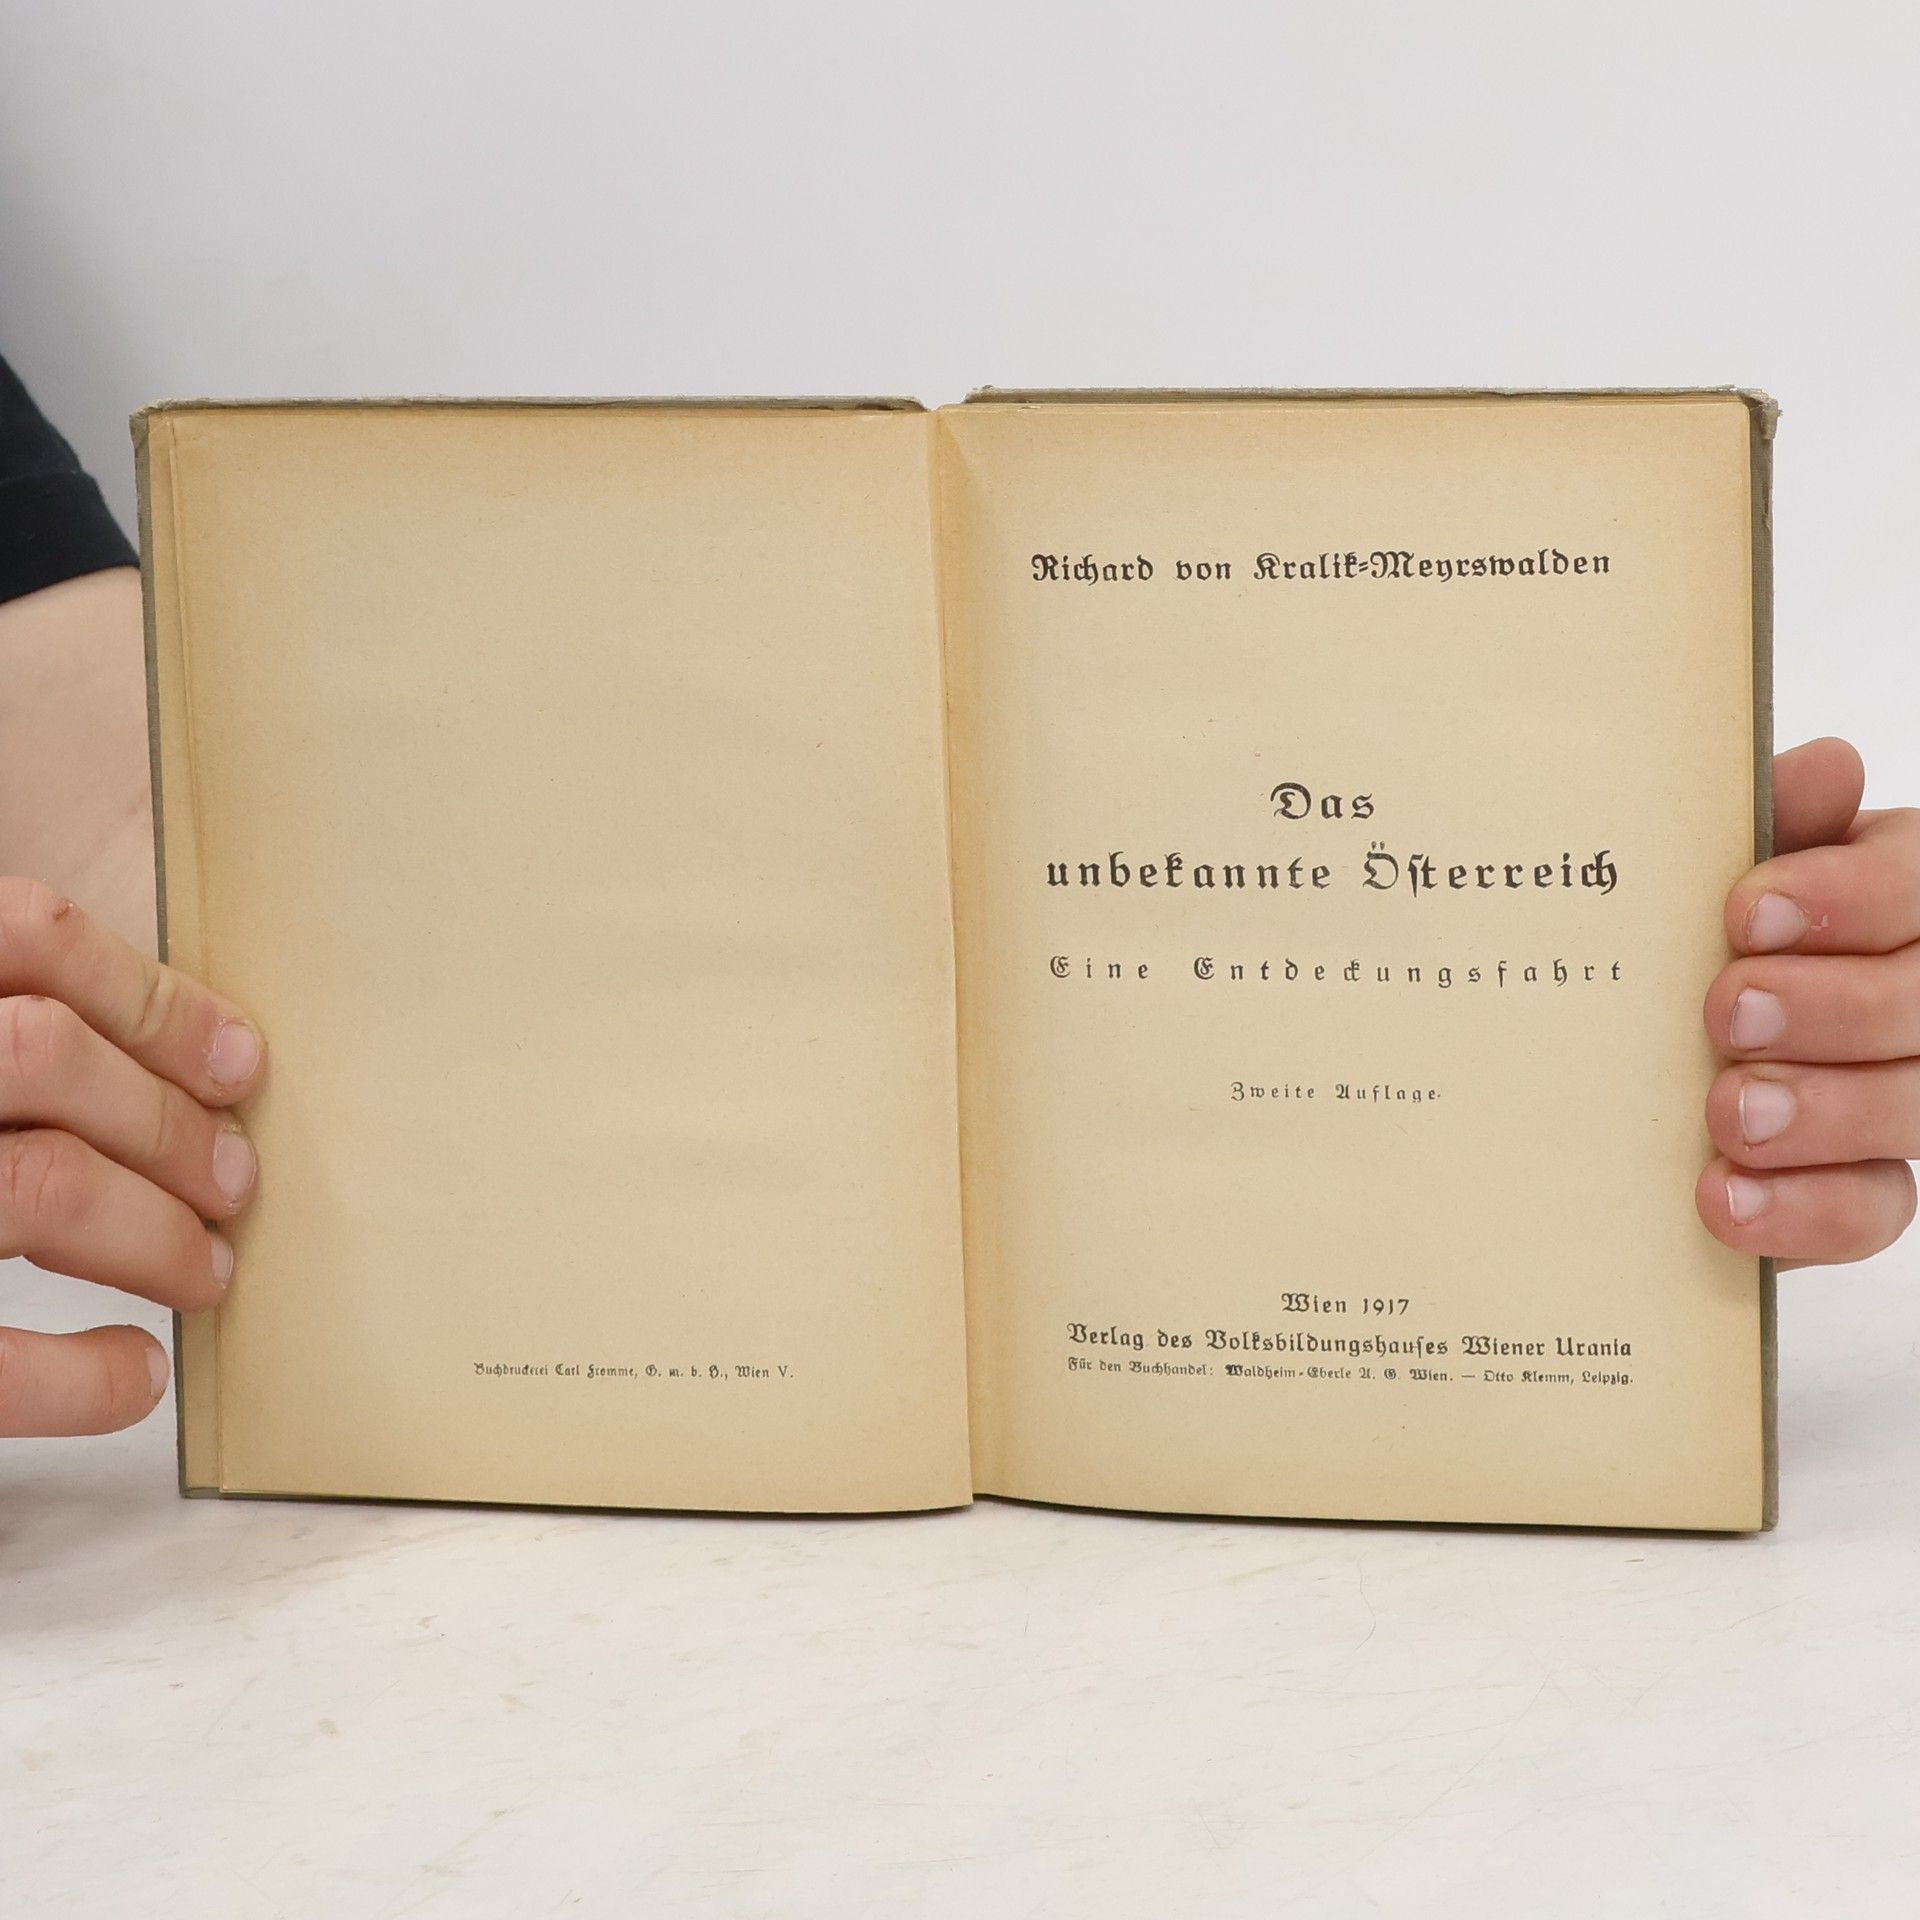 Buchdruckerei Carl Fromme, G. m. b. H., Wien V.
Richard von Kralik-Meyrswalden
Das
unbekannte Öſterreich
Eine Entdeckungsfahrt
Zweite Auflage.
Wien 1917
Verlag des Volksbildungshauſes Wiener Urania
Für den Buchhandel: Waldheim-Eberle A. G. Wien. — Otto Klemm, Leipzig.